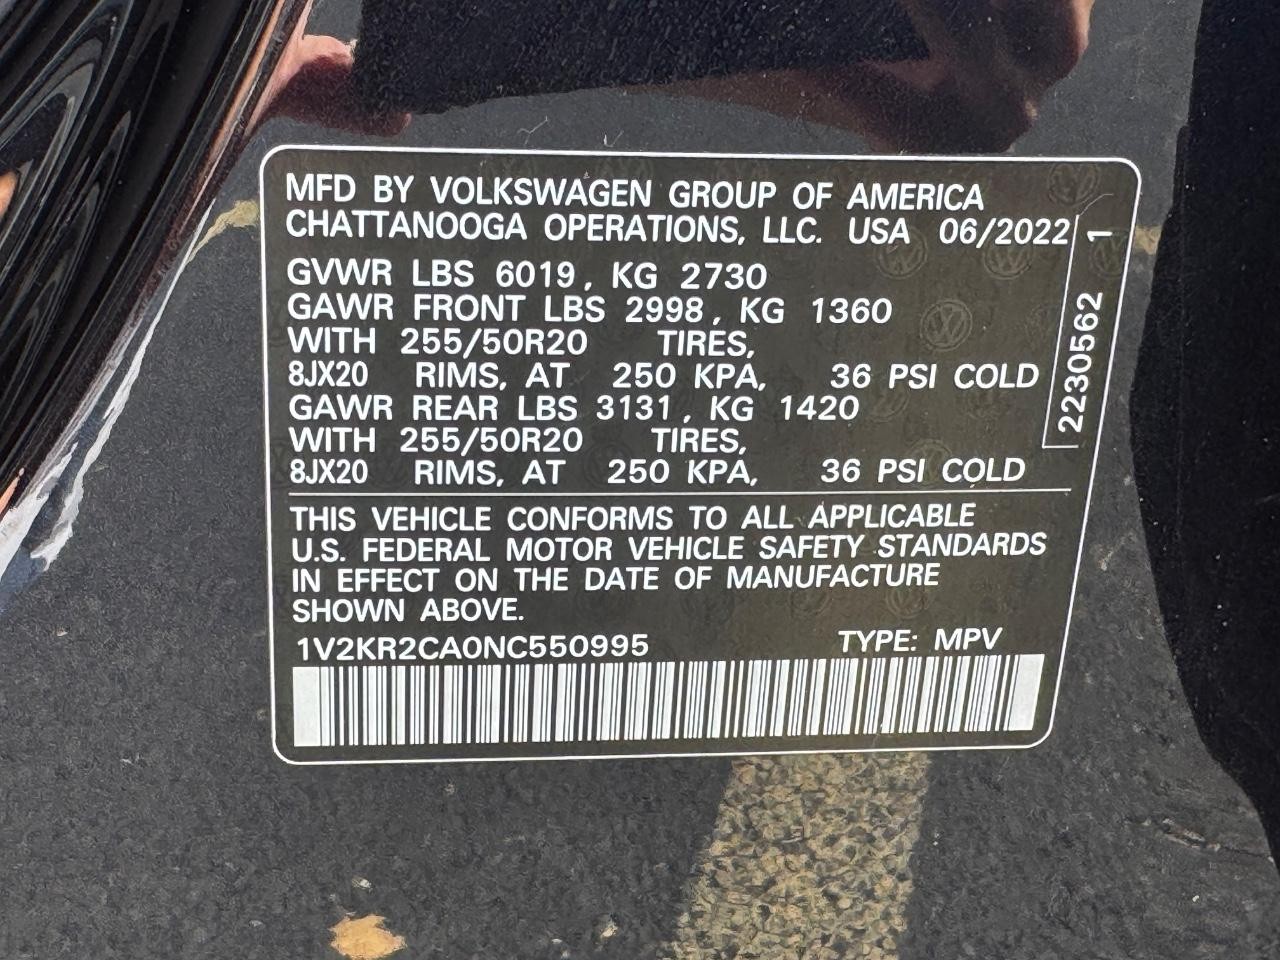 MFD BY VOLKSWAGEN GROUP OF AMERICA
CHATTANOOGA OPERATIONS, LLC. USA 06/2022
GVWR LBS 6019, KG 2730
GAWR FRONT LBS 2998, KG 1360
WITH 255/50R20 TIRES,
8JX20 RIMS, AT 250 KPA, 36 PSI COLD
GAWR REAR LBS 3131, KG 1420
WITH 255/50R20 TIRES,
8JX20 RIMS, AT 250 KPA, 36 PSI COLD
2230562 1
THIS VEHICLE CONFORMS TO ALL APPLICABLE
U.S. FEDERAL MOTOR VEHICLE SAFETY STANDARDS
IN EFFECT ON THE DATE OF MANUFACTURE
SHOWN ABOVE.
1V2KR2CA0NC550995 TYPE: MPV